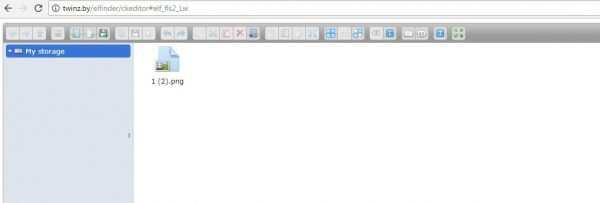 twinz.by/elfinder/ckeditor#elf_fls2_Lw
My storage
1 (2).png